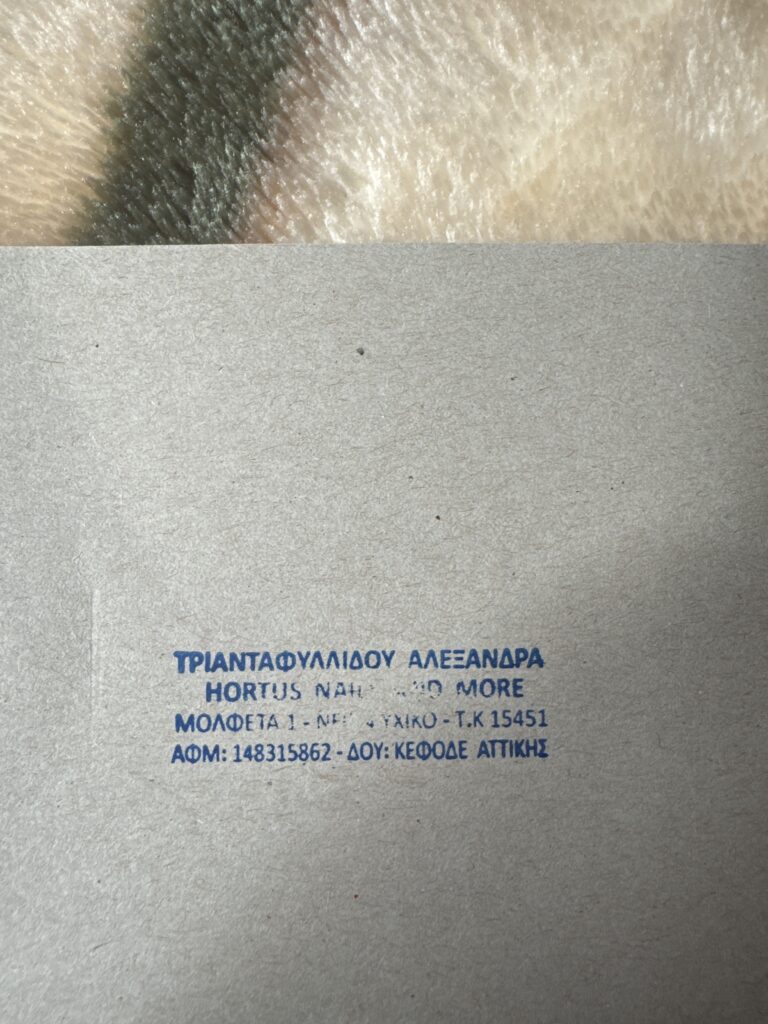 ΤΡΙΑΝΤΑΦΥΛΛΙΔΟΥ ΑΛΕΞΑΝΔΡΑ
HORTUS MORE
ΜΟΛΦΕΤΑ 1 - - Τ.Κ 15451
ΑΦΜ: 148315862 - ΔΟΥ: ΚΕΦΟΔΕ ΑΤΤΙΚΗΣ